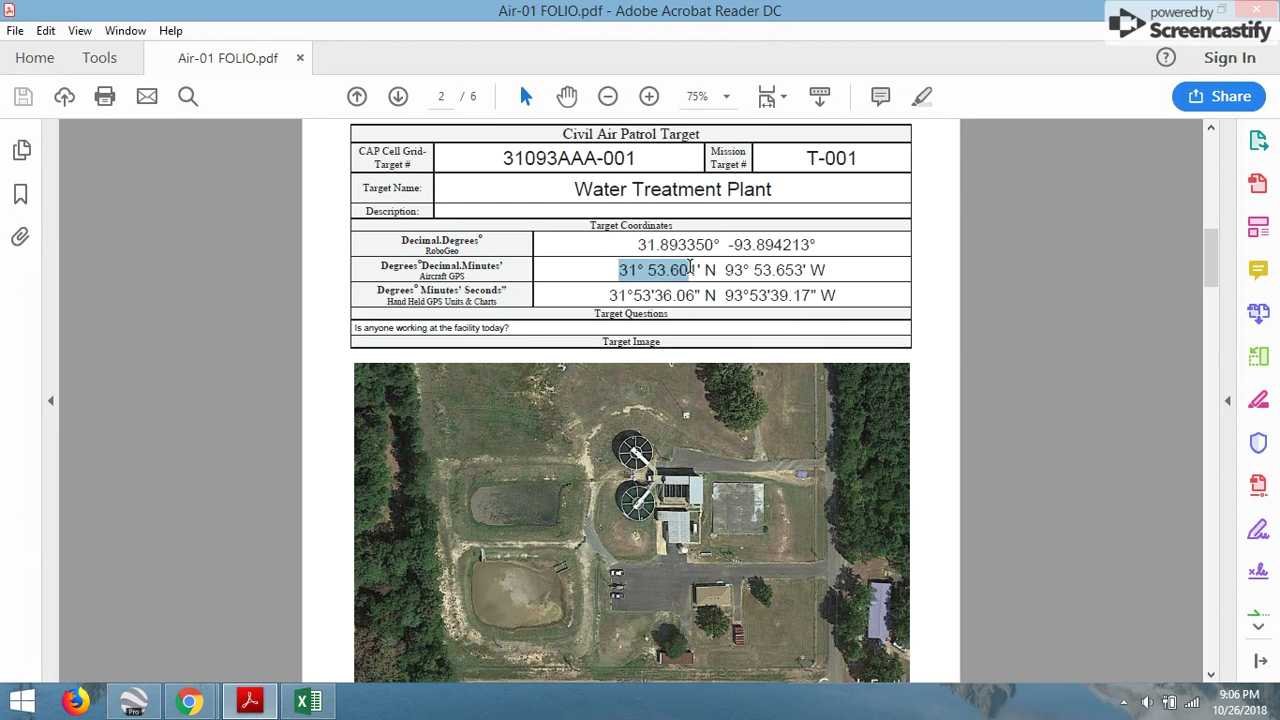 Air-01 FOLIO.pdf - Adobe Acrobat Reader DC
powered by
Screencastify
File Edit View Window Help
Home Tools Air-01 FOLIO.pdf × ? Sign In
2 / 6 75% Share
Civil Air Patrol Target
CAP Cell Grid-
Target # 31093AAA-001 Mission
Target # T-001
Target Name: Water Treatment Plant
Description:
Target Coordinates
Decimal.Degrees°
RoboGeo 31.893350° -93.894213°
Degrees°Decimal.Minutes'
Aircraft GPS 31° 53.601' N 93° 53.653' W
Degrees° Minutes' Seconds"
Hand Held GPS Units & Charts 31°53'36.06" N 93°53'39.17" W
Target Questions
Is anyone working at the facility today?
Target Image
Pro
9:06 PM
10/26/2018